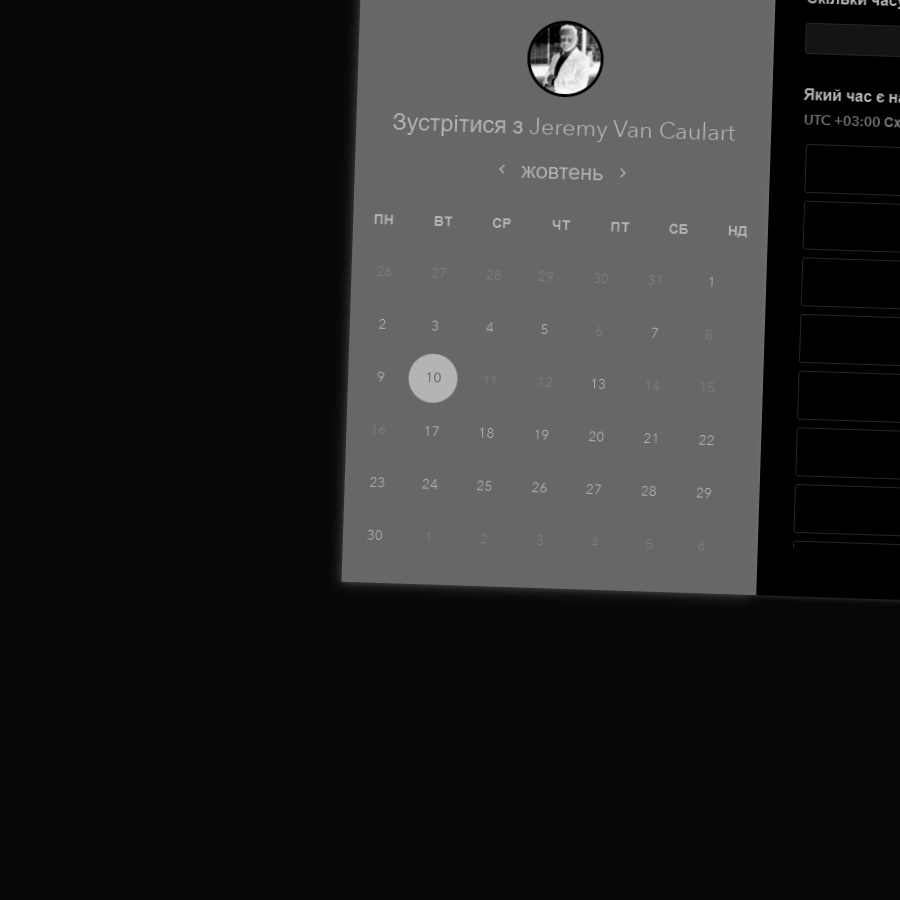 Зустрітися з Jeremy Van Caulart
жовтень
ПН ВТ СР ЧТ ПТ СБ НД
26 27 28 29 30 31 1
2 3 4 5 6 7 8
9 10 11 12 13 14 15
16 17 18 19 20 21 22
23 24 25 26 27 28 29
30 1 2 3 4 5 6
Скільки
Який час є
UTC +03:00